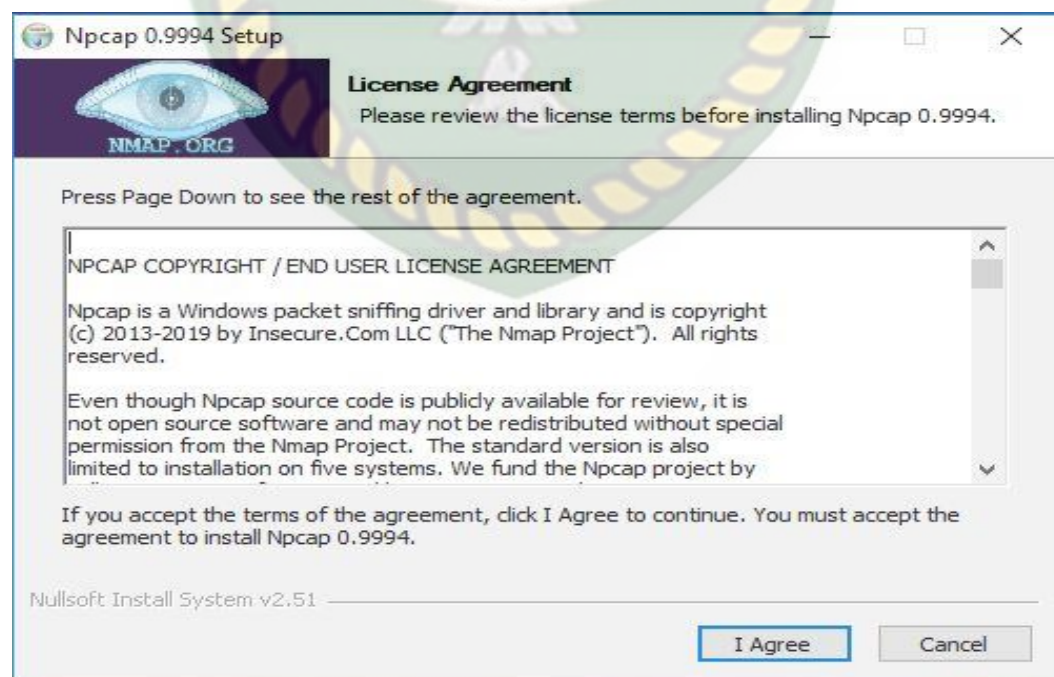 Npcap 0.9994 Setup
NMAP.ORG
License Agreement
Please review the license terms before installing Npcap 0.9994.
Press Page Down to see the rest of the agreement.
NPCAP COPYRIGHT / END USER LICENSE AGREEMENT
Npcap is a Windows packet sniffing driver and library and is copyright
(c) 2013-2019 by Insecure.Com LLC ("The Nmap Project").  All rights
reserved.
Even though Npcap source code is publicly available for review, it is
not open source software and may not be redistributed without special
permission from the Nmap Project.  The standard version is also
limited to installation on five systems. We fund the Npcap project by
If you accept the terms of the agreement, click I Agree to continue. You must accept the
agreement to install Npcap 0.9994.
Nullsoft Install System v2.51
I Agree
Cancel